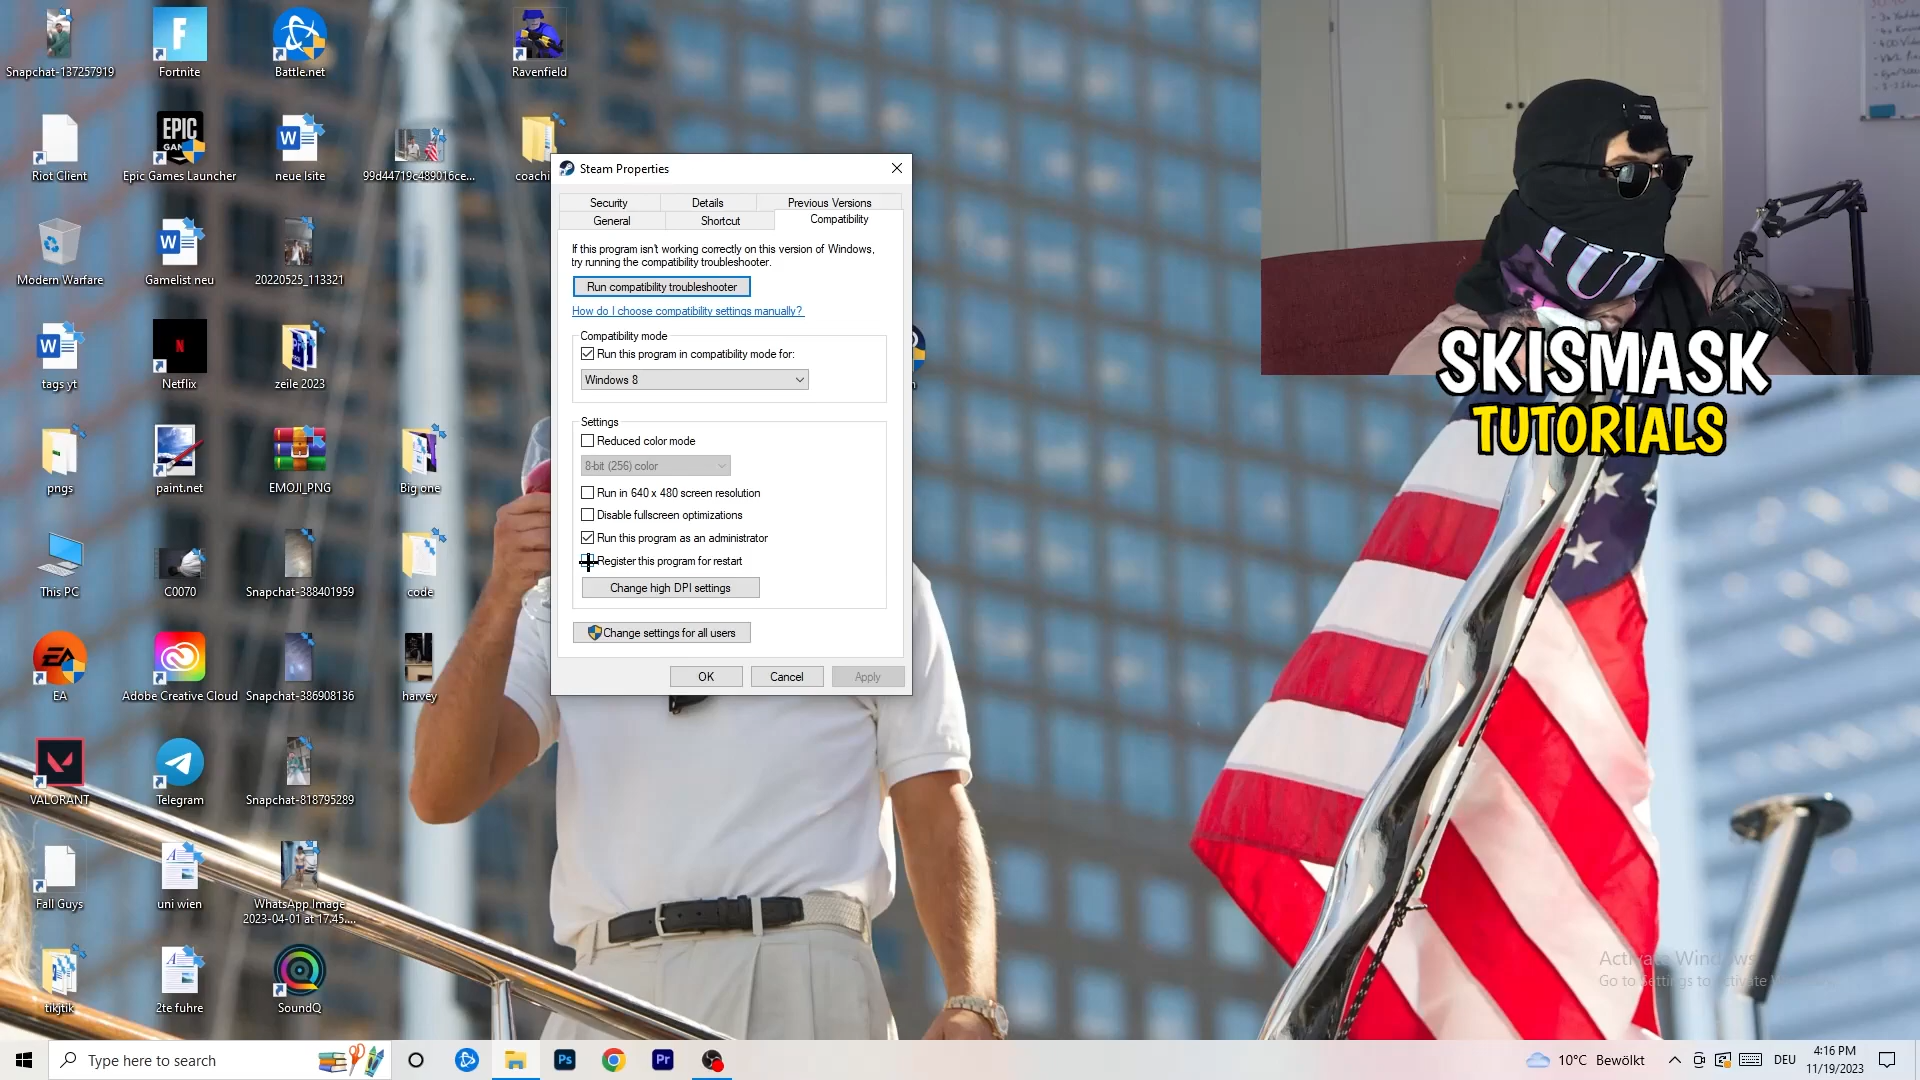 Snapchat-137257919
Fortnite
Battle.net
Ravenfield
Riot Client
EPIC
Epic Games Launcher
neue lsite
99d44719c489016ce...
coachi
Modern Warfare
Gamelist neu
20220525_113321
tags yt
Netflix
zeile 2023
pngs
paint.net
EMOJI_PNG
Big one
This PC
C0070
Snapchat-388401959
code
EA
Adobe Creative Cloud
Snapchat-386908136
harvey
VALORANT
Telegram
Snapchat-818795289
Fall Guys
uni wien
WhatsApp Image
2023-04-01 at 17.45....
tikjtik
2te fuhre
SoundQ
Steam Properties
Security
Details
Previous Versions
General
Shortcut
Compatibility
If this program isn't working correctly on this version of Windows,
try running the compatibility troubleshooter.
Run compatibility troubleshooter
How do I choose compatibility settings manually?
Compatibility mode
Run this program in compatibility mode for:
Windows 8
Settings
Reduced color mode
8-bit (256) color
Run in 640 x 480 screen resolution
Disable fullscreen optimizations
Run this program as an administrator
Register this program for restart
Change high DPI settings
Change settings for all users
OK
Cancel
Apply
SKISMASK
TUTORIALS
Activate Windows
Go to Settings to activate
Type here to search
Ps
Pr
10°C Bewölkt
DEU
4:16 PM
11/19/2023